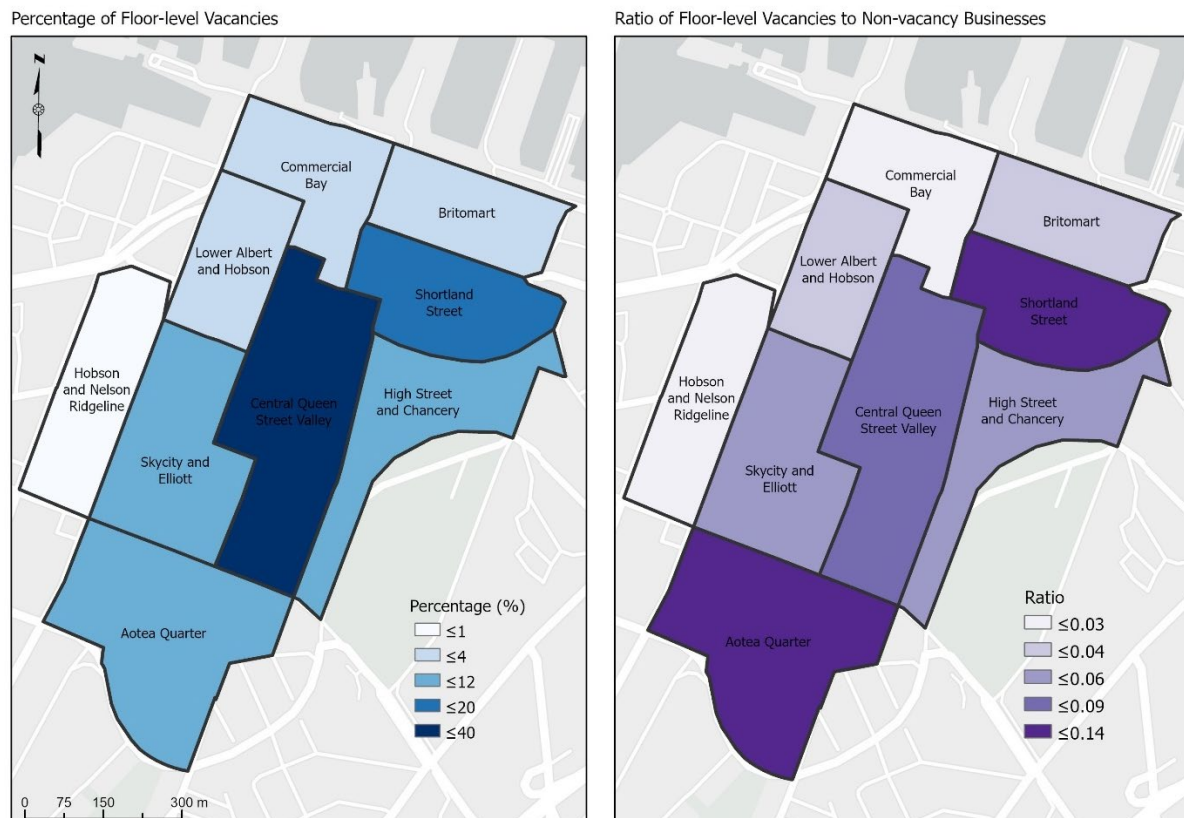 Percentage of Floor-level Vacancies
N
Commercial
Bay
Britomart
Lower Albert
and Hobson
Shortland
Street
Hobson
and Nelson
Ridgeline
High Street
and Chancery
Central Queen
Street Valley
Skycity and
Elliott
Aotea Quarter
Percentage (%)
≤1
≤4
≤12
≤20
≤40
0 75 150 300 m
Ratio of Floor-level Vacancies to Non-vacancy Businesses
Commercial
Bay
Britomart
Lower Albert
and Hobson
Shortland
Street
Hobson
and Nelson
Ridgeline
High Street
and Chancery
Central Queen
Street Valley
Skycity and
Elliott
Aotea Quarter
Ratio
≤0.03
≤0.04
≤0.06
≤0.09
≤0.14